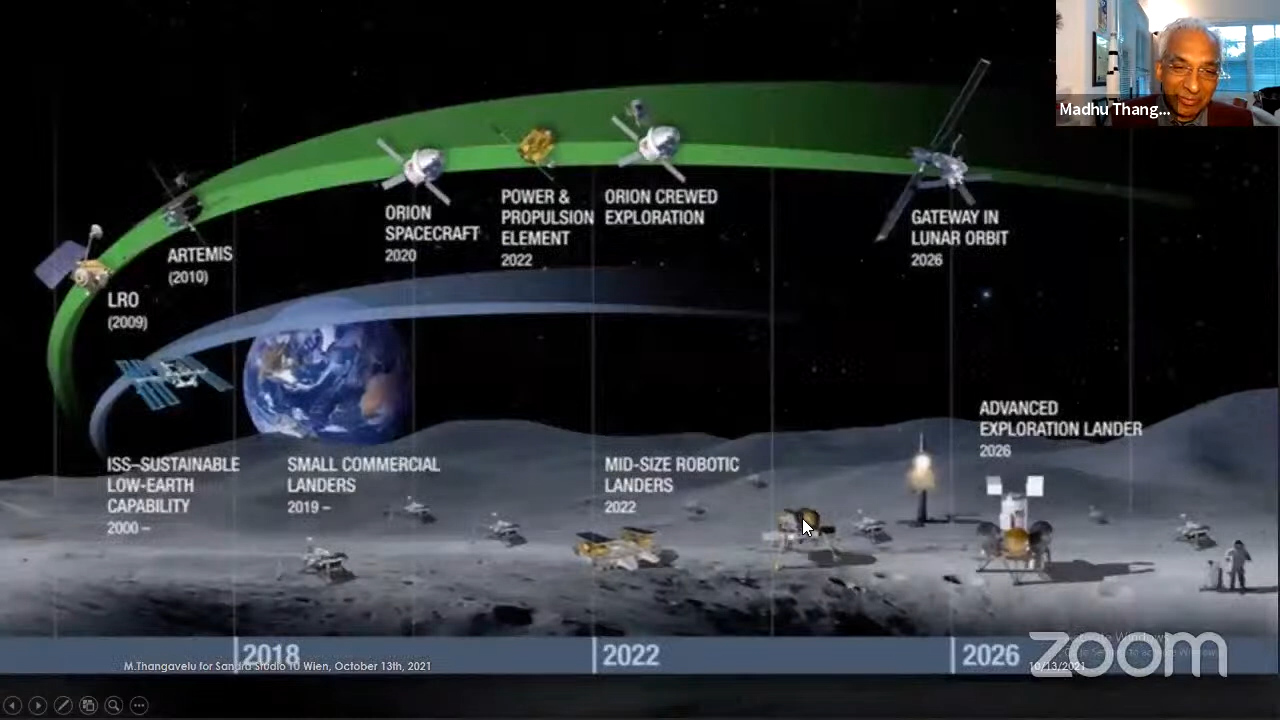 Madhu Thang...
ORION
SPACECRAFT
2020
POWER &
PROPULSION
ELEMENT
2022
ORION CREWED
EXPLORATION
GATEWAY IN
LUNAR ORBIT
2026
ARTEMIS
(2010)
LRO
(2009)
ADVANCED
EXPLORATION LANDER
2026
ISS–SUSTAINABLE
LOW-EARTH
CAPABILITY
2000 –
SMALL COMMERCIAL
LANDERS
2019 –
MID-SIZE ROBOTIC
LANDERS
2022
2018
2022
2026
M.Thangavelu for Sandra Studio TU Wien, October 13th, 2021
10/13/2021
zoom